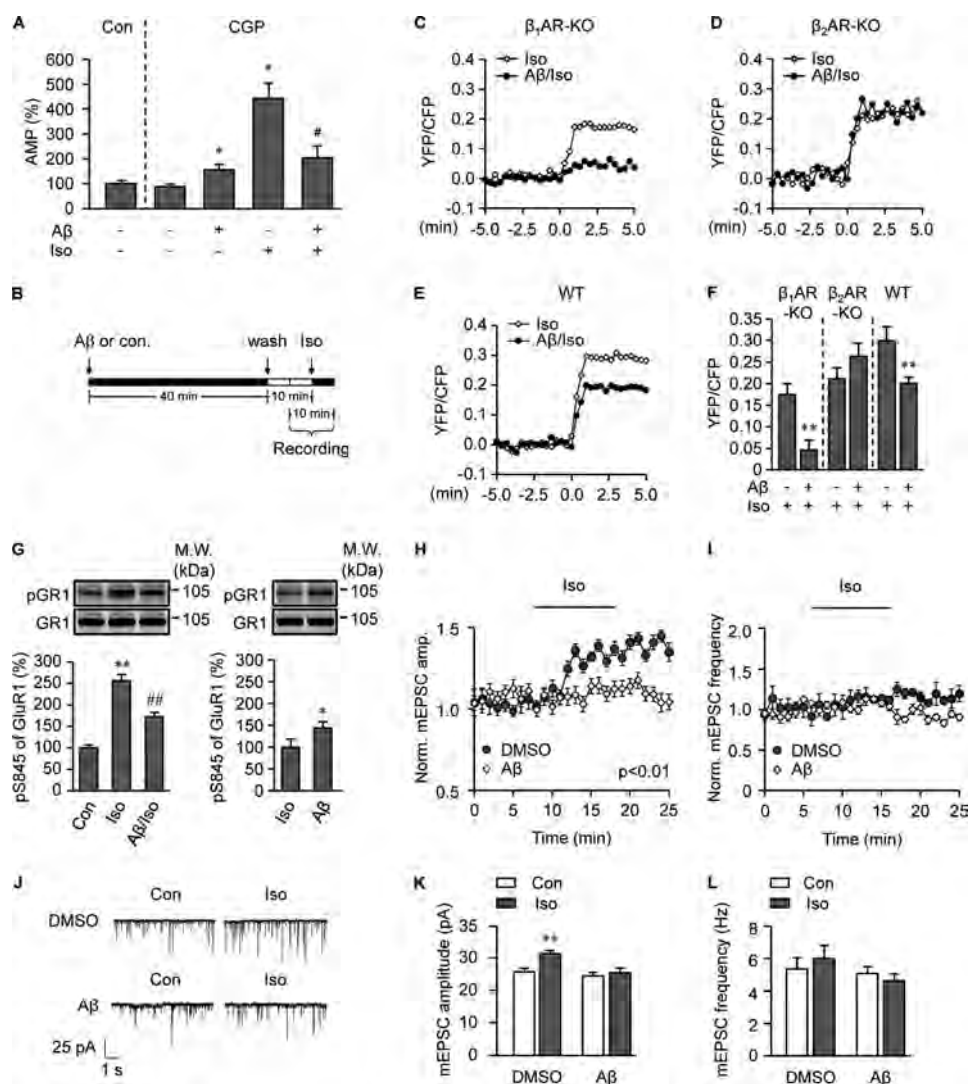 A
Con
CGP
AMP (%)
600
500
400
300
200
100
0
*
*
#
Aβ - - + - +
Iso - - - + +
B
Aβ or con.
wash
Iso
40 min
10 min
10 min
Recording
C
β1AR-KO
Iso
Aβ/Iso
YFP/CFP
0.4
0.3
0.2
0.1
0.0
-0.1
(min) -5.0 -2.5 0.0 2.5 5.0
D
β2AR-KO
Iso
Aβ/Iso
YFP/CFP
0.4
0.3
0.2
0.1
0.0
-0.1
(min) -5.0 -2.5 0.0 2.5 5.0
E
WT
Iso
Aβ/Iso
YFP/CFP
0.4
0.3
0.2
0.1
0.0
-0.1
(min) -5.0 -2.5 0.0 2.5 5.0
F
β1AR β2AR WT
-KO -KO
YFP/CFP
0.35
0.30
0.25
0.20
0.15
0.10
0.05
0
**
**
Aβ - + - + - +
Iso + + + + + +
G
M.W.
(kDa)
pGR1 105
GR1 105
pS845 of GluR1 (%)
300
250
200
150
100
50
0
**
##
Con
Iso
Aβ/Iso
M.W.
(kDa)
pGR1 105
GR1 105
pS845 of GluR1 (%)
300
250
200
150
100
50
0
*
Iso
Aβ
H
Iso
Norm. mEPSC amp.
1.5
1.0
0.5
DMSO
Aβ
p<0.01
0 5 10 15 20 25
Time (min)
I
Iso
Norm. mEPSC frequency
2.0
1.5
1.0
0.5
0
DMSO
Aβ
0 5 10 15 20 25
Time (min)
J
Con Iso
DMSO
Con Iso
Aβ
25 pA
1 s
K
Con
Iso
mEPSC amplitude (pA)
35
30
25
20
10
0
**
DMSO Aβ
L
Con
Iso
mEPSC frequency (Hz)
8
6
4
2
0
DMSO Aβ